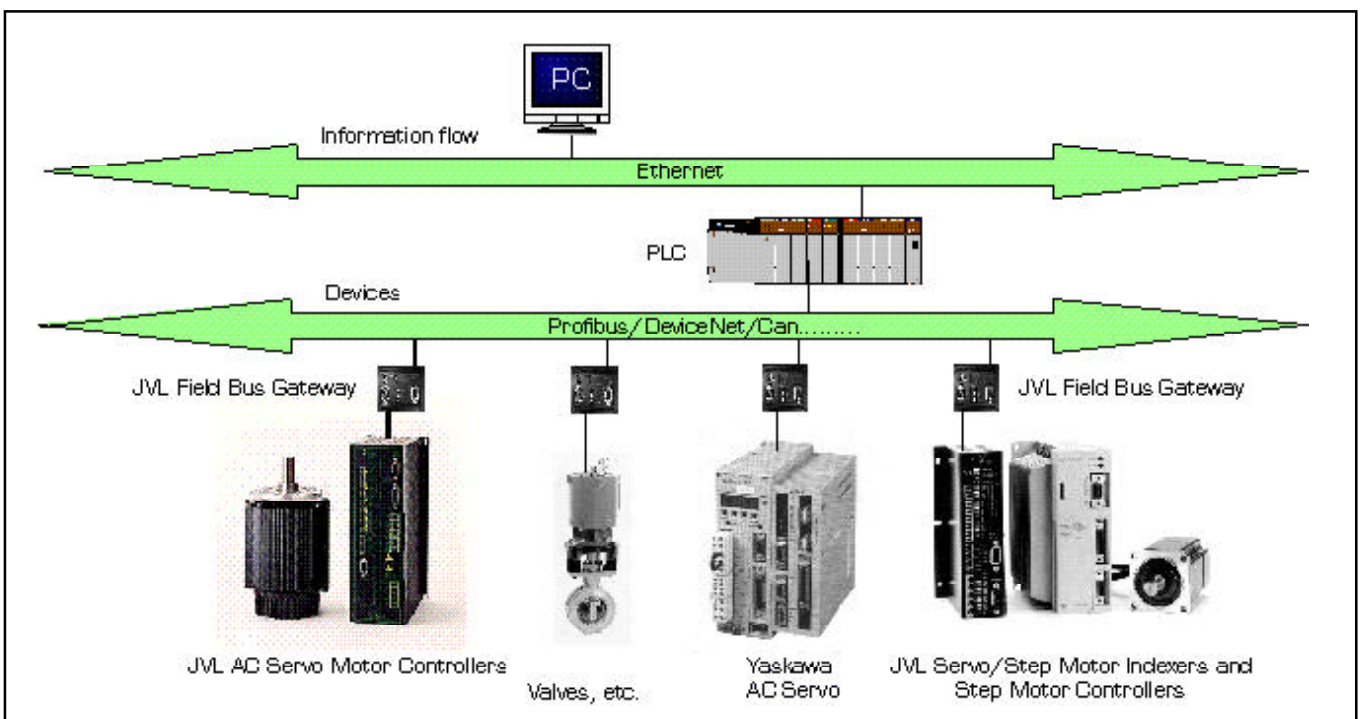 PC
Information flow
Ethernet
PLC
Devices
Profibus/DeviceNet/Can.........
JVL Field Bus Gateway
JVL Field Bus Gateway
JVL AC Servo Motor Controllers
Valves, etc.
Yaskawa
AC Servo
JVL Servo/Step Motor Indexers and
Step Motor Controllers